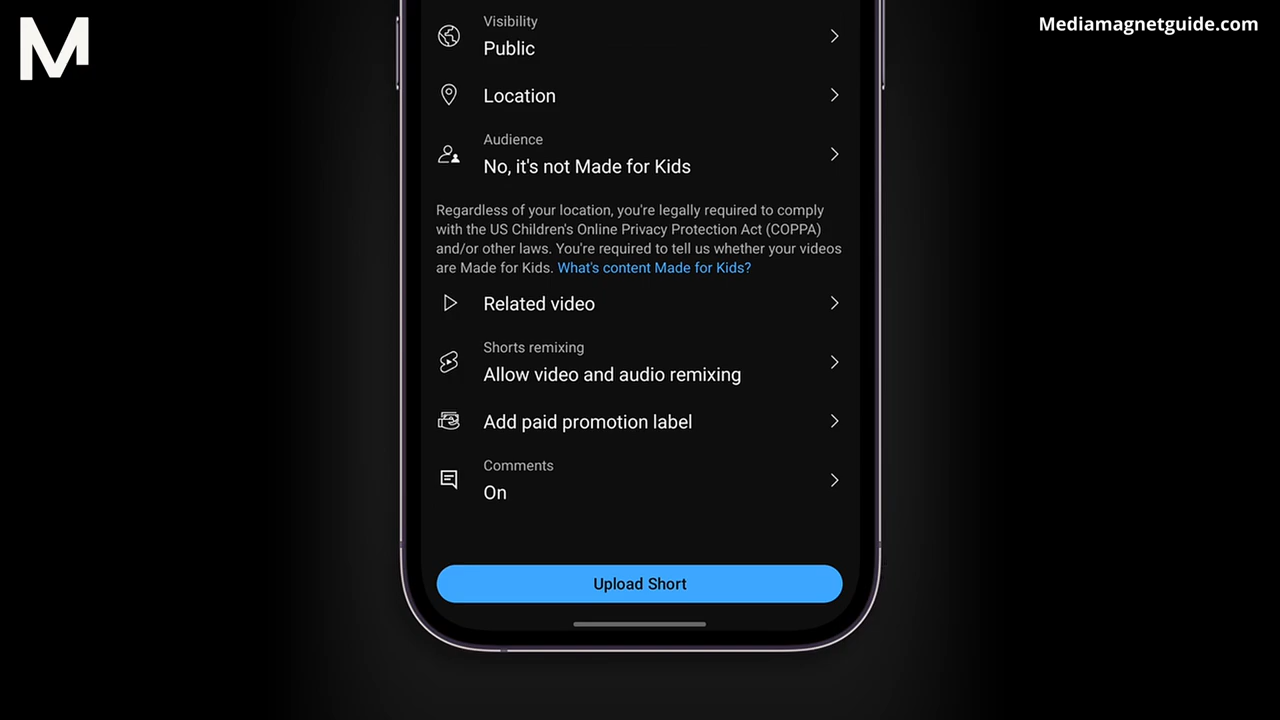 M
Mediamagnetguide.com
Visibility
Public
Location
Audience
No, it's not Made for Kids
Regardless of your location, you're legally required to comply
with the US Children's Online Privacy Protection Act (COPPA)
and/or other laws. You're required to tell us whether your videos
are Made for Kids. What's content Made for Kids?
Related video
Shorts remixing
Allow video and audio remixing
Add paid promotion label
Comments
On
Upload Short